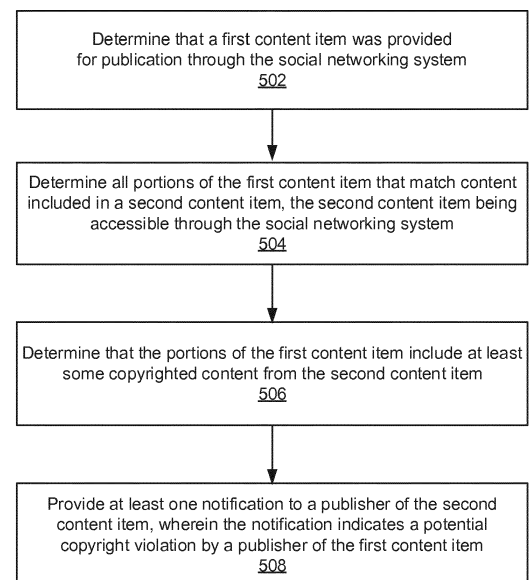 Determine that a first content item was provided
for publication through the social networking system
502
Determine all portions of the first content item that match content
included in a second content item, the second content item being
accessible through the social networking system
504
Determine that the portions of the first content item include at least
some copyrighted content from the second content item
506
Provide at least one notification to a publisher of the second
content item, wherein the notification indicates a potential
copyright violation by a publisher of the first content item
508